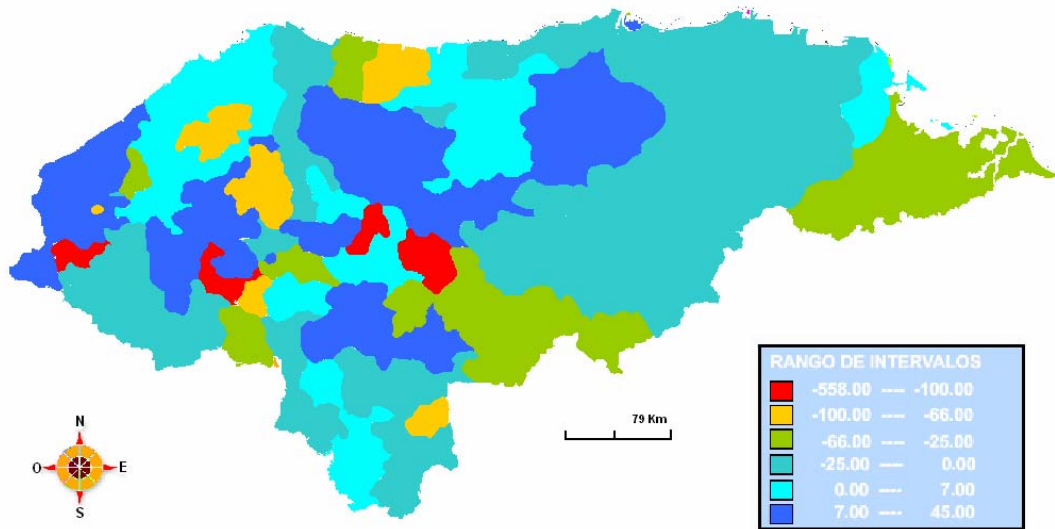 RANGO DE INTERVALOS
-558.00 ---- -100.00
-100.00 ---- -66.00
-66.00 ---- -25.00
-25.00 ---- 0.00
0.00 ---- 7.00
7.00 ---- 45.00
79 Km
N
O E
S